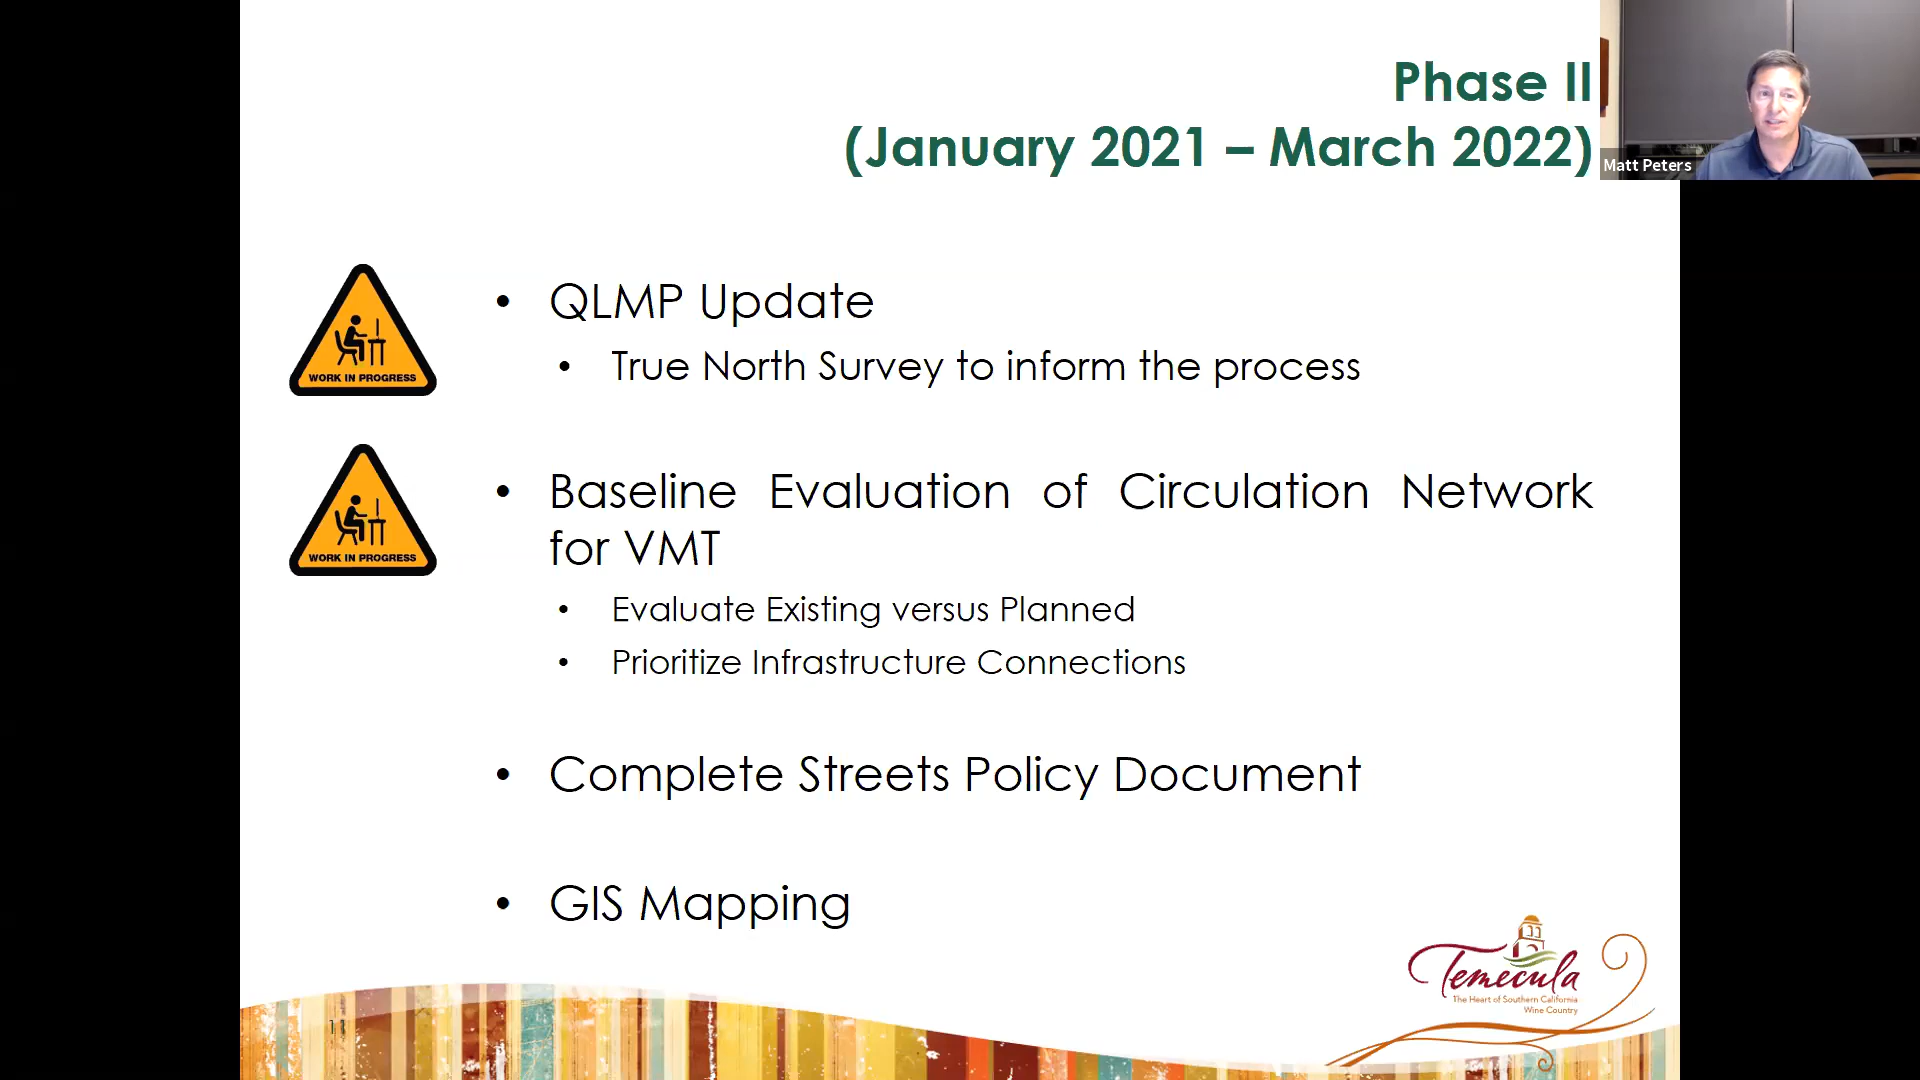 Phase II
(January 2021 – March 2022)
Matt Peters
WORK IN PROGRESS
• QLMP Update
• True North Survey to inform the process
WORK IN PROGRESS
• Baseline Evaluation of Circulation Network
for VMT
• Evaluate Existing versus Planned
• Prioritize Infrastructure Connections
• Complete Streets Policy Document
• GIS Mapping
Temecula
The Heart of Southern California
Wine Country
11